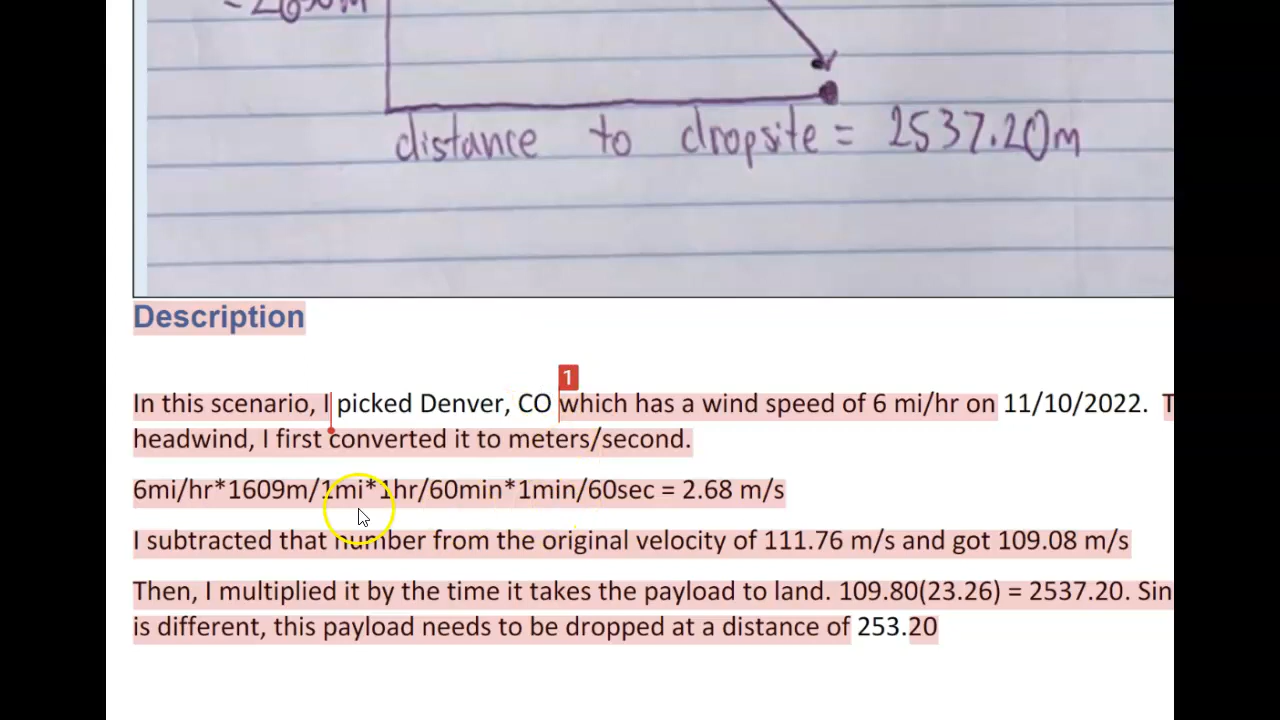 distance to dropsite = 2537.20m
Description
1
In this scenario, I picked Denver, CO which has a wind speed of 6 mi/hr on 11/10/2022. T
headwind, I first converted it to meters/second.
6mi/hr*1609m/1mi*1hr/60min*1min/60sec = 2.68 m/s
I subtracted that number from the original velocity of 111.76 m/s and got 109.08 m/s
Then, I multiplied it by the time it takes the payload to land. 109.80(23.26) = 2537.20. Sin
is different, this payload needs to be dropped at a distance of 253.20